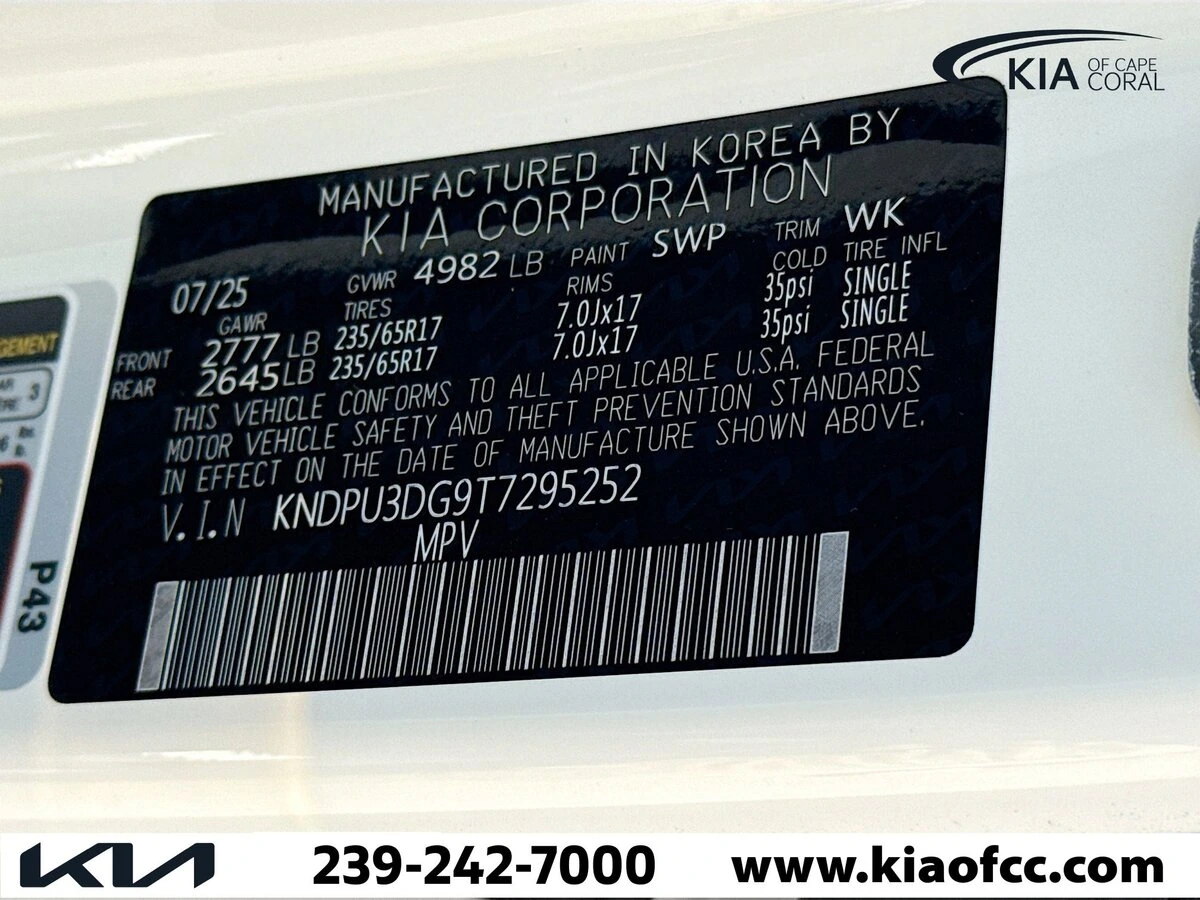 KIA OF CAPE CORAL
MANUFACTURED IN KOREA BY
KIA CORPORATION
07/25 GVWR 4982 LB PAINT SWP TRIM WK
GAWR TIRES RIMS COLD TIRE INFL
FRONT 2777 LB 235/65R17 7.0Jx17 35psi SINGLE
REAR 2645 LB 235/65R17 7.0Jx17 35psi SINGLE
THIS VEHICLE CONFORMS TO ALL APPLICABLE U.S.A. FEDERAL
MOTOR VEHICLE SAFETY AND THEFT PREVENTION STANDARDS
IN EFFECT ON THE DATE OF MANUFACTURE SHOWN ABOVE.
V.I.N KNDPU3DG9T7295252
MPV
3
P43
KIA 239-242-7000 www.kiaofcc.com